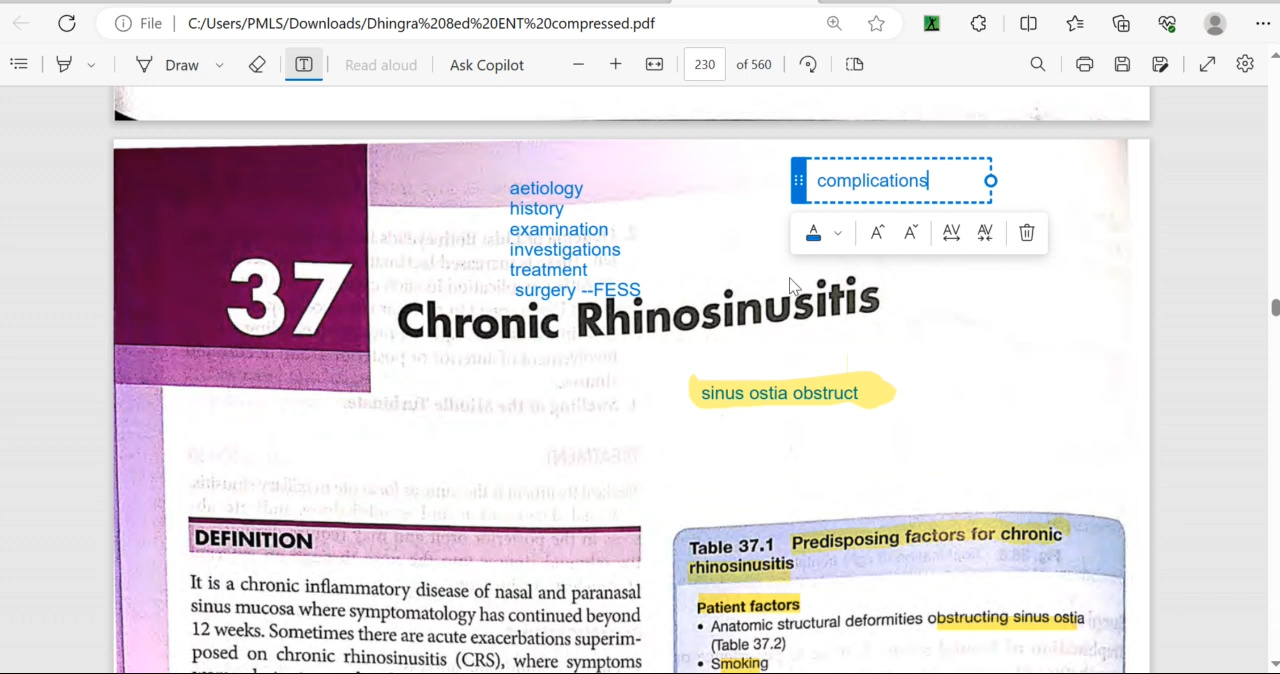 File C:/Users/PMLS/Downloads/Dhingra%208ed%20ENT%20compressed.pdf
Draw Read aloud Ask Copilot 230 of 560
complications
aetiology
history
examination
investigations
treatment
surgery --FESS
37
Chronic Rhinosinusitis
sinus ostia obstruct
DEFINITION
It is a chronic inflammatory disease of nasal and paranasal
sinus mucosa where symptomatology has continued beyond
12 weeks. Sometimes there are acute exacerbations superim-
posed on chronic rhinosinusitis (CRS), where symptoms
Table 37.1 Predisposing factors for chronic
rhinosinusitis
Patient factors
• Anatomic structural deformities obstructing sinus ostia
(Table 37.2)
• Smoking